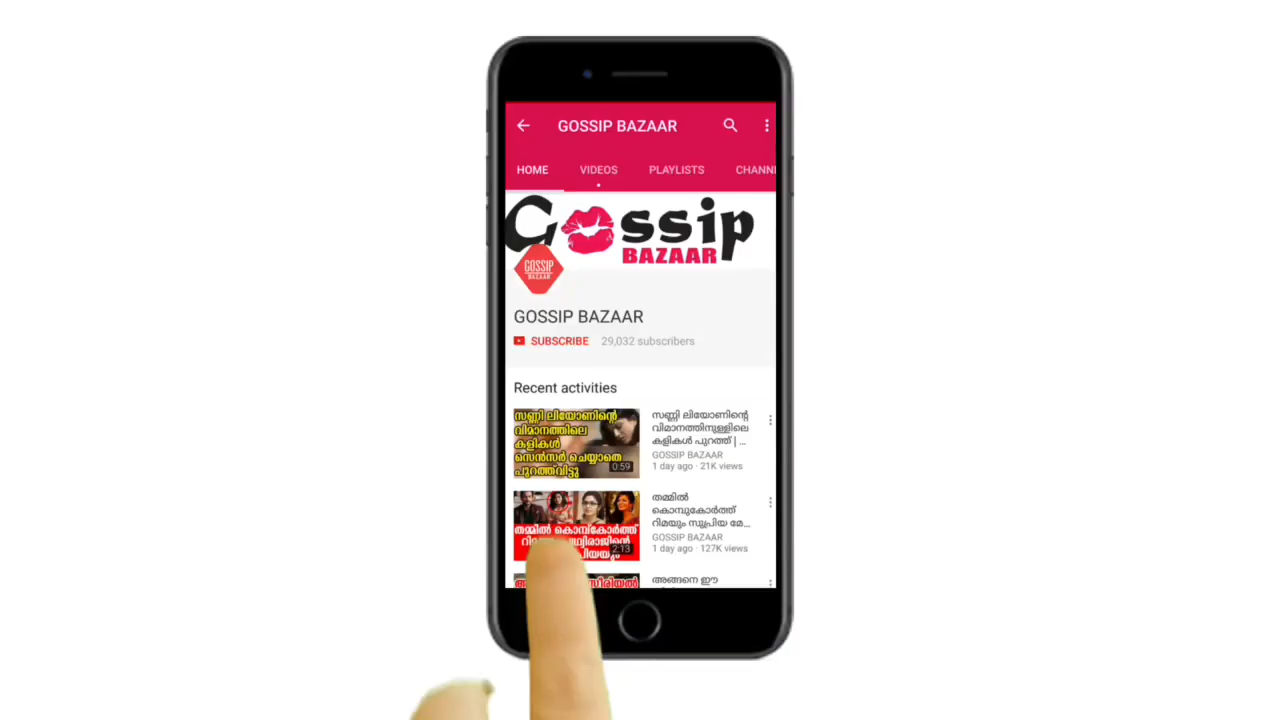 GOSSIP BAZAAR
HOME VIDEOS PLAYLISTS CHANN
Gossip
BAZAAR
GOSSIP
BAZAAR
GOSSIP BAZAAR
SUBSCRIBE 29,032 subscribers
Recent activities
സണ്ണി ലിയോണിന്റെ
വിമാനത്തിലെ
കളികൾ
സെൻസർ ചെയ്യാതെ
പുറത്ത്‌വിട്ടു
0:59
സണ്ണി ലിയോണിന്റെ
വിമാനത്തിനുള്ളിലെ
കളികൾ പുറത്ത് | ...
GOSSIP BAZAAR
1 day ago · 21K views
തമ്മിൽ കൊമ്പ്കോർത്ത്
2:13
തമ്മിൽ
കൊമ്പുകോർത്ത്
റിമയും സുപ്രിയ മേ...
GOSSIP BAZAAR
1 day ago · 127K views
അങ്ങനെ ഈ